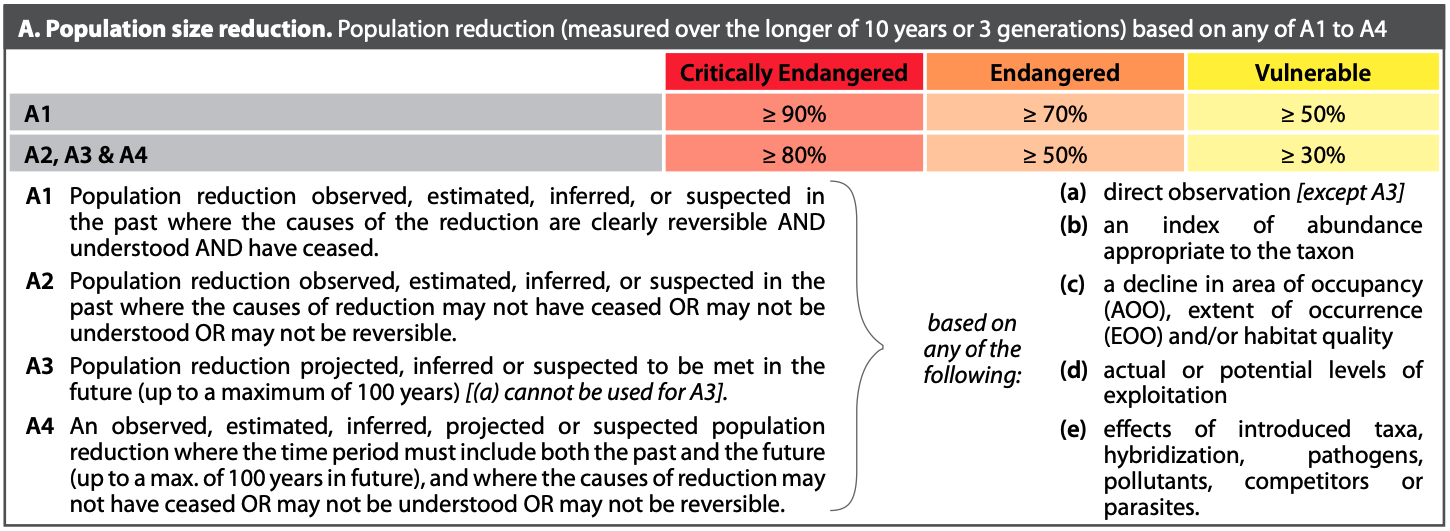 A. Population size reduction. Population reduction (measured over the longer of 10 years or 3 generations) based on any of A1 to A4
Critically Endangered Endangered Vulnerable
A1 ≥ 90% ≥ 70% ≥ 50%
A2, A3 & A4 ≥ 80% ≥ 50% ≥ 30%
A1 Population reduction observed, estimated, inferred, or suspected in
the past where the causes of the reduction are clearly reversible AND
understood AND have ceased.
A2 Population reduction observed, estimated, inferred, or suspected in the
past where the causes of reduction may not have ceased OR may not be
understood OR may not be reversible.
A3 Population reduction projected, inferred or suspected to be met in the
future (up to a maximum of 100 years) [(a) cannot be used for A3].
A4 An observed, estimated, inferred, projected or suspected population
reduction where the time period must include both the past and the future
(up to a max. of 100 years in future), and where the causes of reduction may
not have ceased OR may not be understood OR may not be reversible.
based on
any of the
following:
(a) direct observation [except A3]
(b) an index of abundance
appropriate to the taxon
(c) a decline in area of occupancy
(AOO), extent of occurrence
(EOO) and/or habitat quality
(d) actual or potential levels of
exploitation
(e) effects of introduced taxa,
hybridization, pathogens,
pollutants, competitors or
parasites.